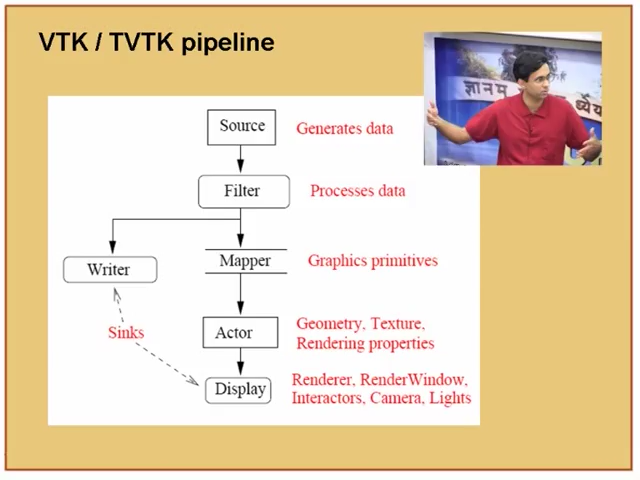 VTK / TVTK pipeline
ज्ञानम्
ध्येय
Source
Generates data
Filter
Processes data
Writer
Mapper
Graphics primitives
Sinks
Actor
Geometry, Texture,
Rendering properties
Display
Renderer, RenderWindow,
Interactors, Camera, Lights